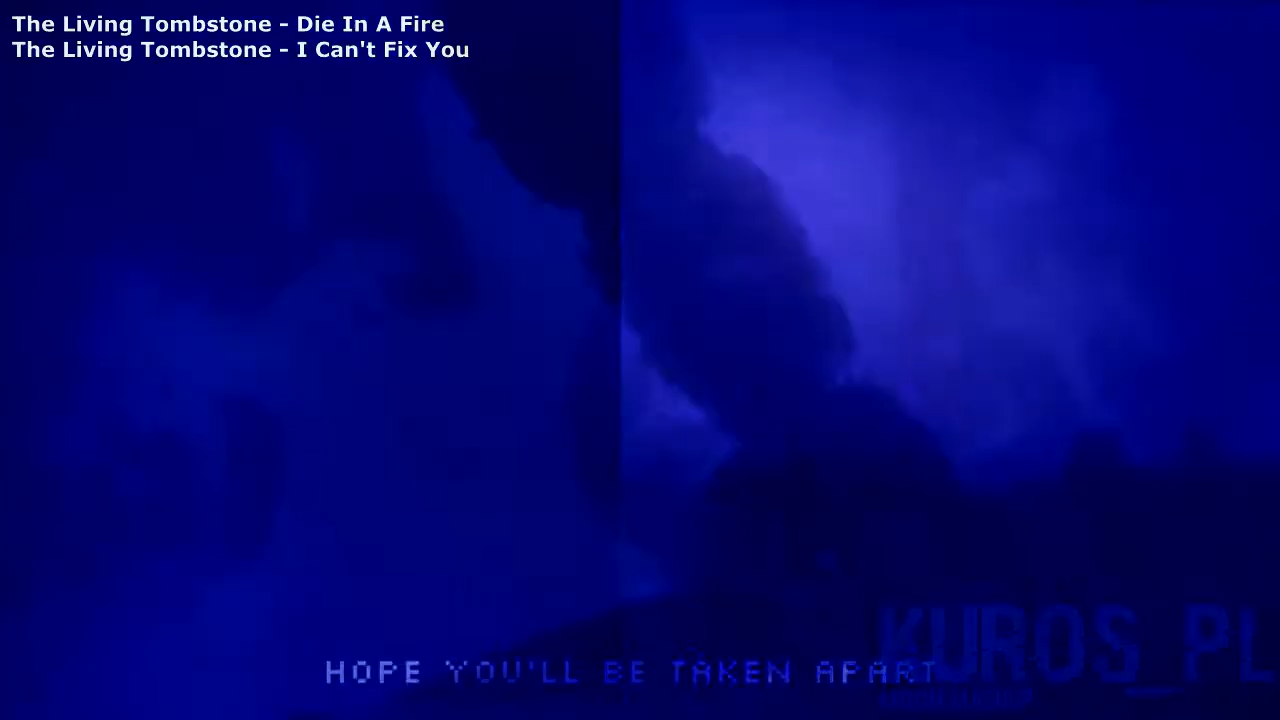 The Living Tombstone - Die In A Fire
The Living Tombstone - I Can't Fix You
HOPE YOU'LL BE TAKEN APART
KUROS_PL